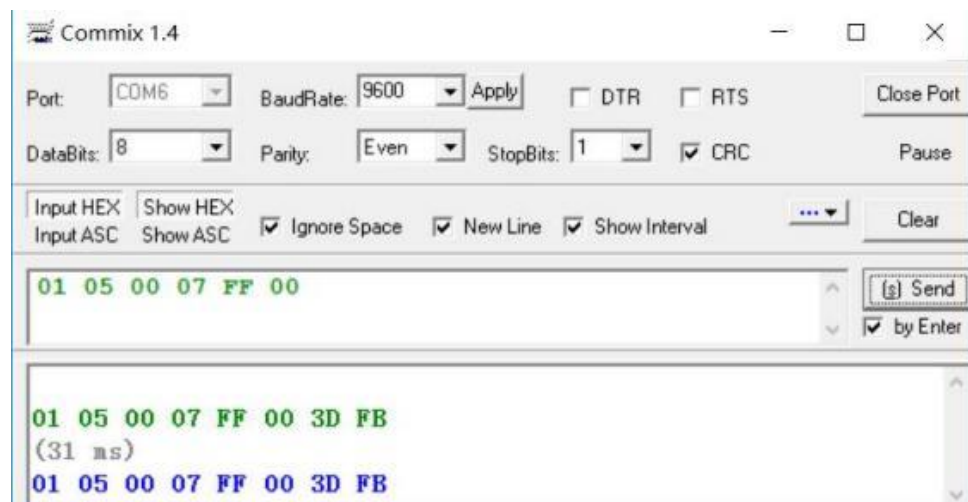 Commix 1.4
Port: COM6 BaudRate: 9600 Apply DTR RTS Close Port
DataBits: 8 Parity: Even StopBits: 1 CRC Pause
Input HEX Show HEX
Input ASC Show ASC
Ignore Space New Line Show Interval ... Clear
01 05 00 07 FF 00
(s) Send
by Enter
01 05 00 07 FF 00 3D FB
(31 ms)
01 05 00 07 FF 00 3D FB